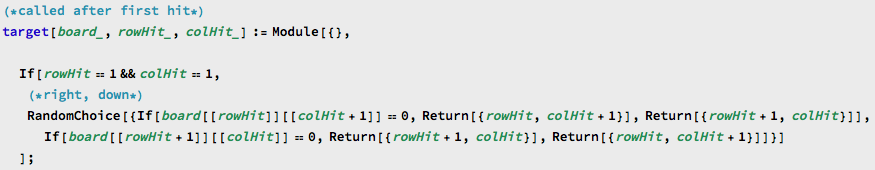 (*called after first hit*)
target[board_, rowHit_, colHit_] := Module[{},
If[rowHit == 1 && colHit == 1,
(*right, down*)
RandomChoice[{If[board[[rowHit]][[colHit + 1]] == 0, Return[{rowHit, colHit + 1}], Return[{rowHit + 1, colHit}]],
If[board[[rowHit + 1]][[colHit]] == 0, Return[{rowHit + 1, colHit}], Return[{rowHit, colHit + 1}]]}]
];